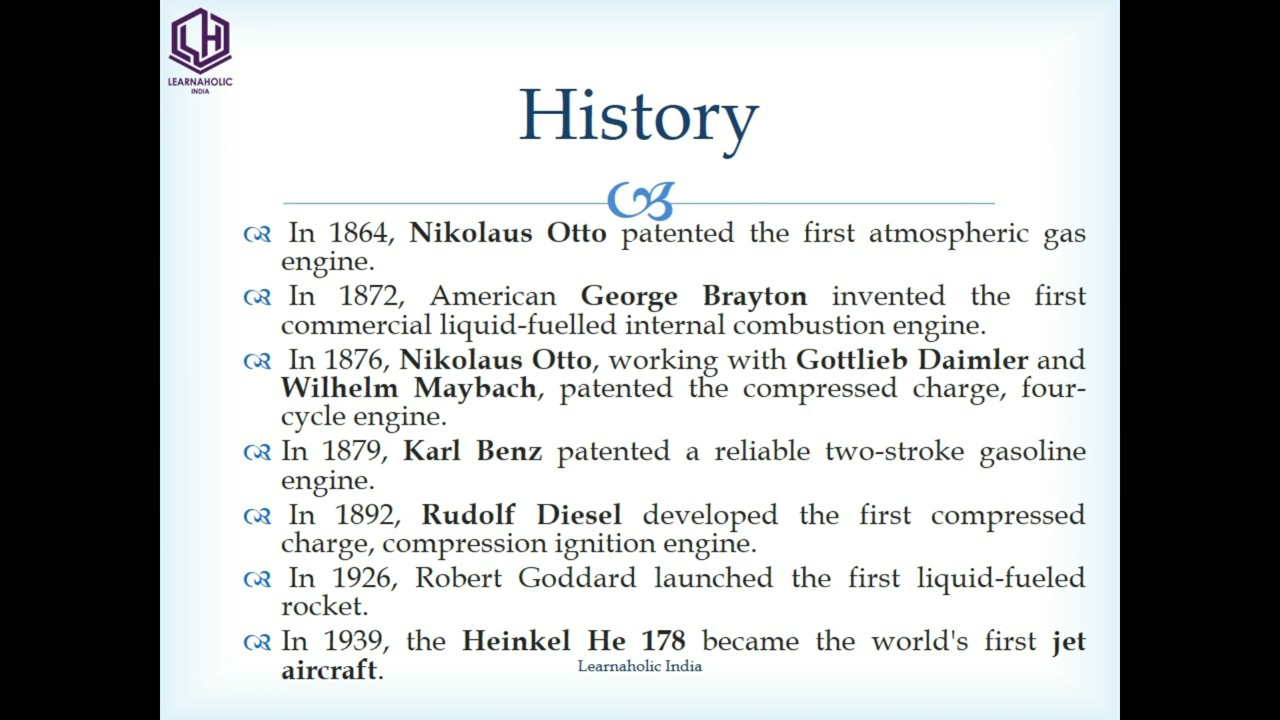 LH
LEARNAHOLIC
INDIA
History
In 1864, Nikolaus Otto patented the first atmospheric gas
engine.
In 1872, American George Brayton invented the first
commercial liquid-fuelled internal combustion engine.
In 1876, Nikolaus Otto, working with Gottlieb Daimler and
Wilhelm Maybach, patented the compressed charge, four-
cycle engine.
In 1879, Karl Benz patented a reliable two-stroke gasoline
engine.
In 1892, Rudolf Diesel developed the first compressed
charge, compression ignition engine.
In 1926, Robert Goddard launched the first liquid-fueled
rocket.
In 1939, the Heinkel He 178 became the world's first jet
aircraft.
Learnaholic India